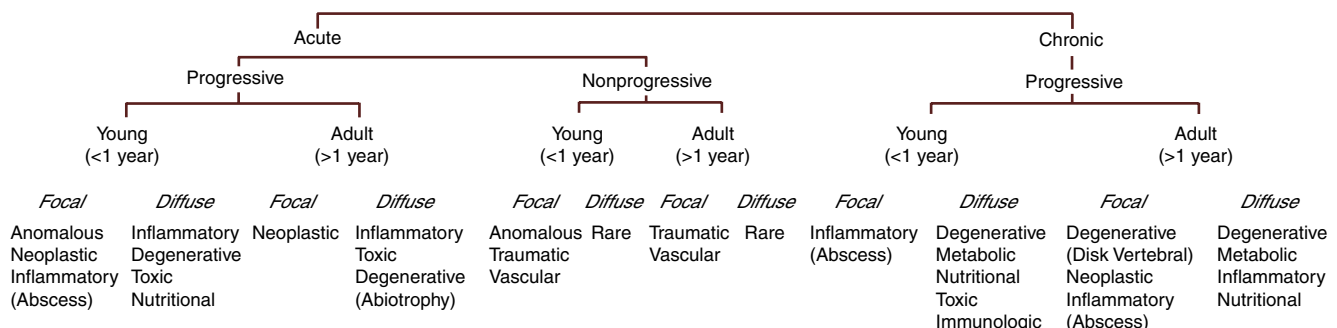 Acute
Chronic
Progressive
Nonprogressive
Progressive
Young
(<1 year)
Adult
(>1 year)
Young
(<1 year)
Adult
(>1 year)
Young
(<1 year)
Adult
(>1 year)
Focal
Anomalous
Neoplastic
Inflammatory
(Abscess)
Diffuse
Inflammatory
Degenerative
Toxic
Nutritional
Focal
Neoplastic
Diffuse
Inflammatory
Toxic
Degenerative
(Abiotrophy)
Focal
Anomalous
Traumatic
Vascular
Diffuse
Rare
Focal
Traumatic
Vascular
Diffuse
Rare
Focal
Inflammatory
(Abscess)
Diffuse
Degenerative
Metabolic
Nutritional
Toxic
Immunologic
Focal
Degenerative
(Disk Vertebral)
Neoplastic
Inflammatory
(Abscess)
Diffuse
Degenerative
Metabolic
Inflammatory
Nutritional